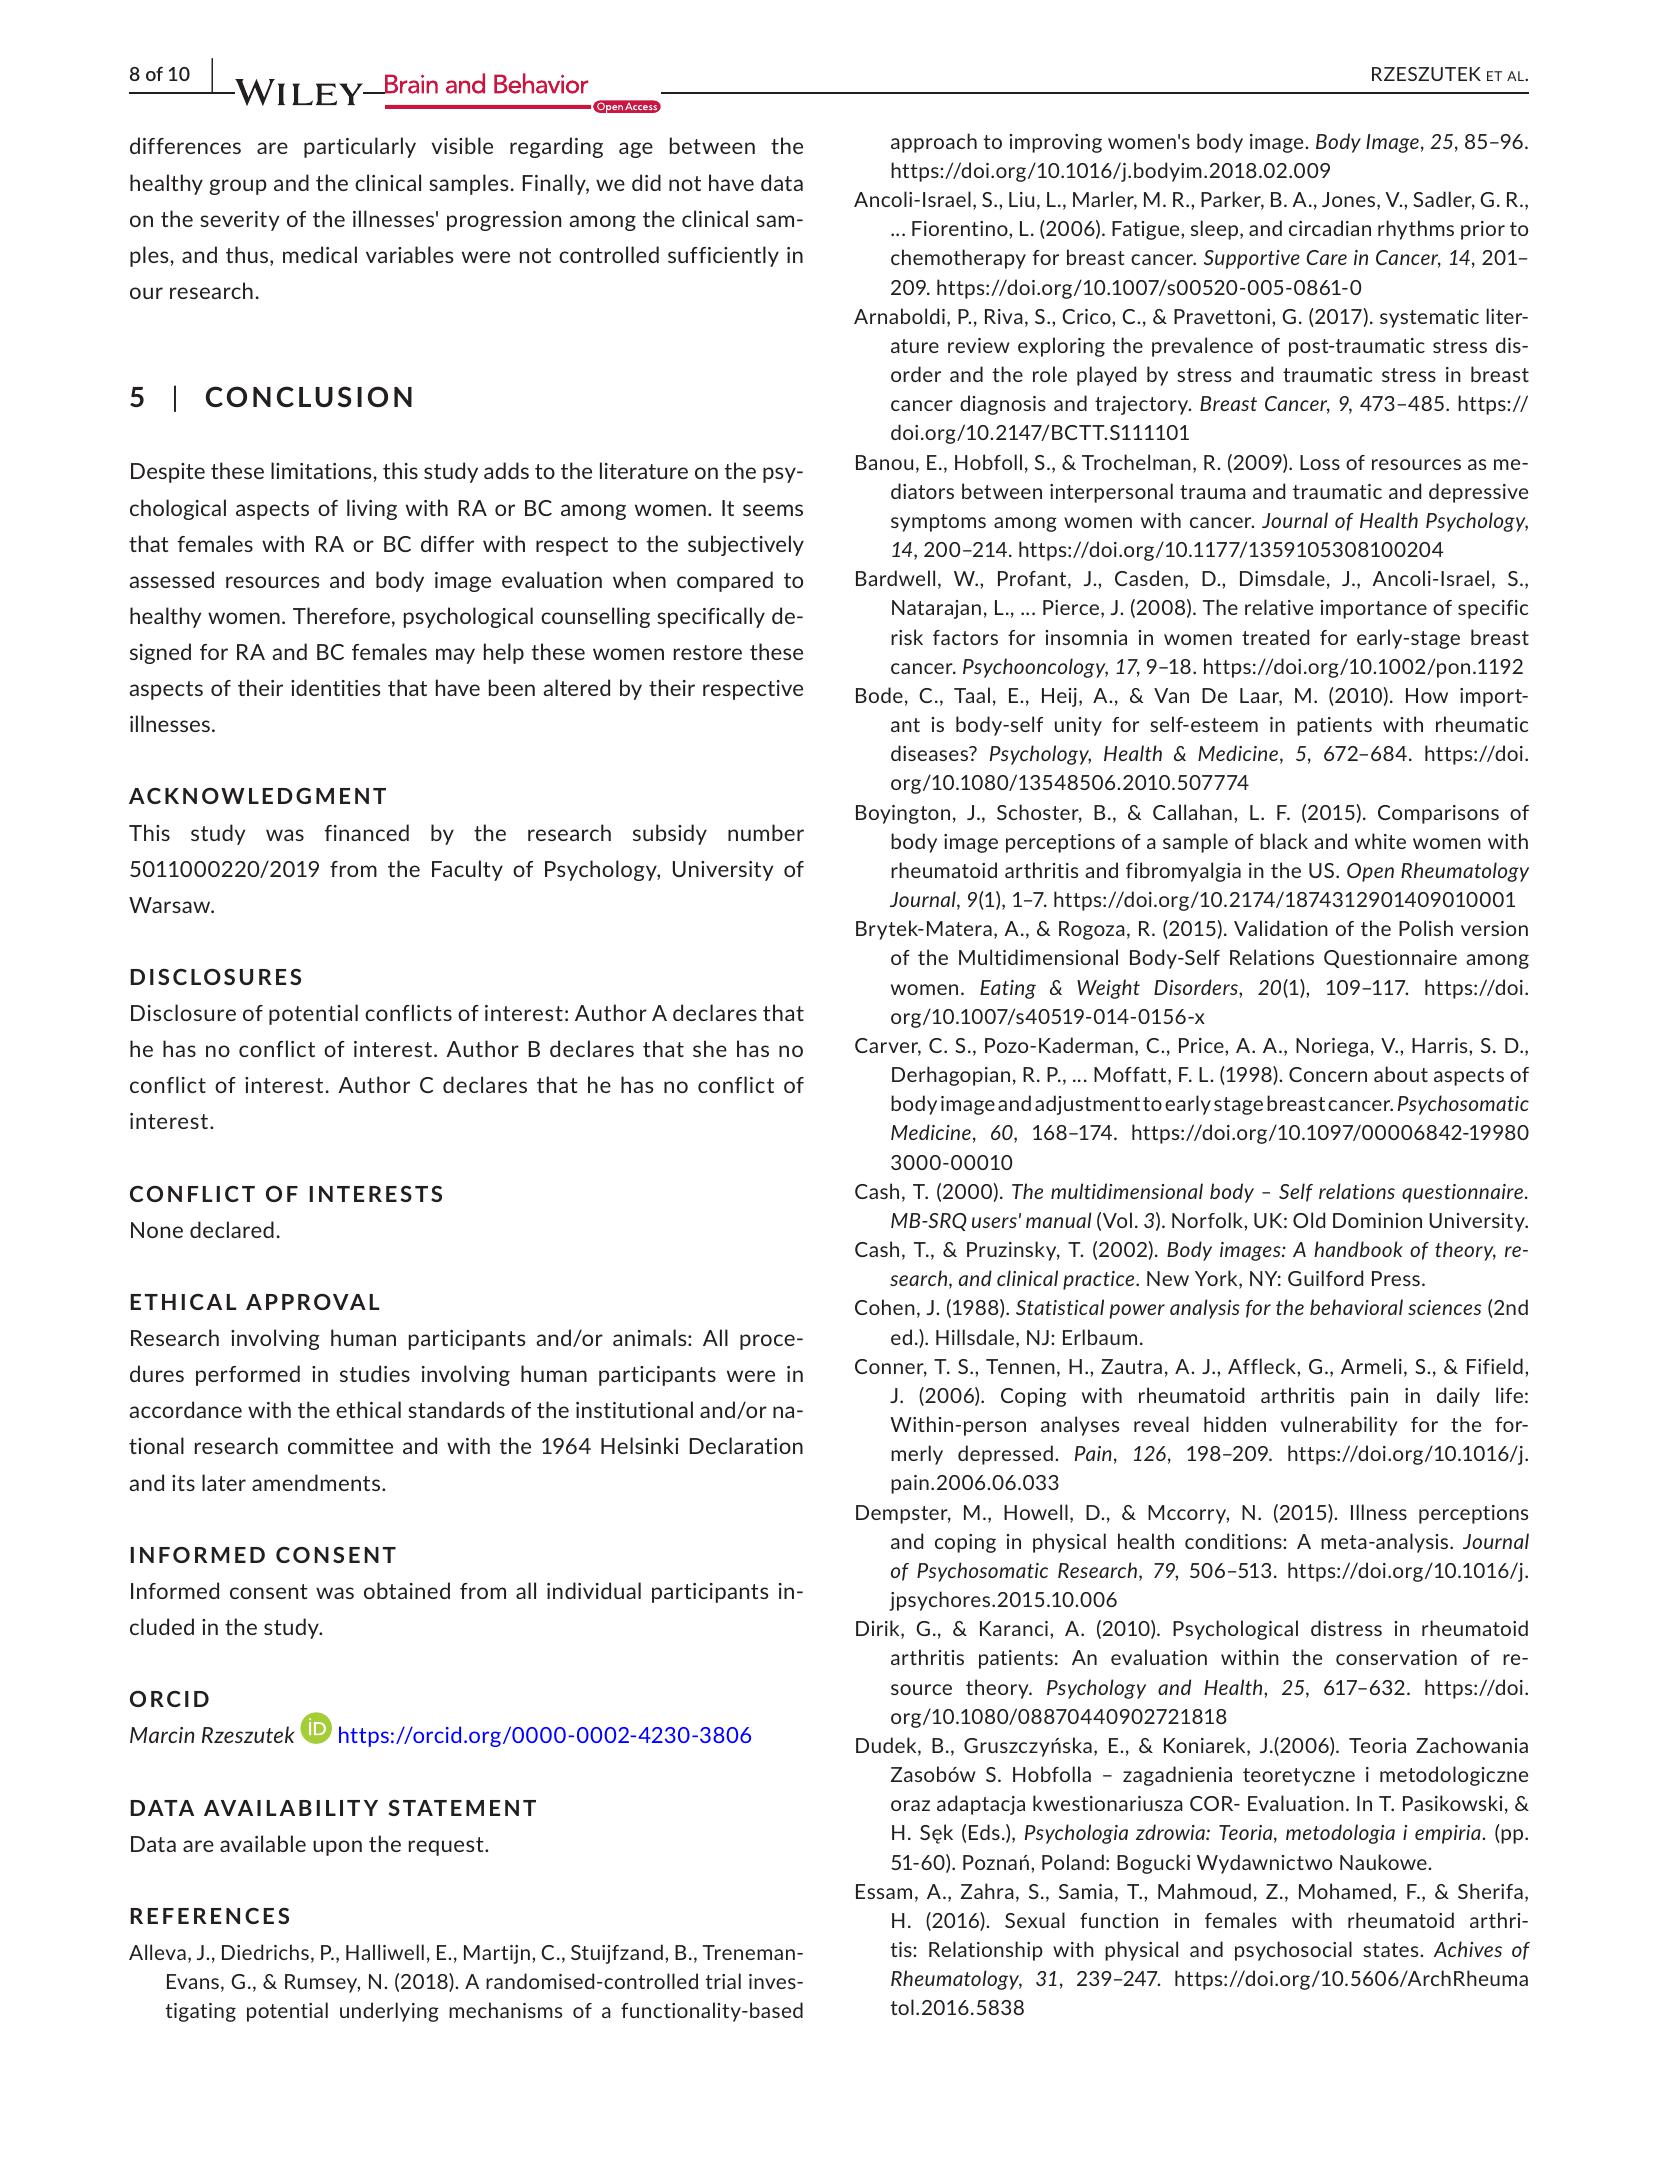 8 of 10
WILEY
Brain and Behavior
Open Access
RZESZUTEK ET AL.
differences are particularly visible regarding age between the
healthy group and the clinical samples. Finally, we did not have data
on the severity of the illnesses' progression among the clinical sam-
ples, and thus, medical variables were not controlled sufficiently in
our research.
5 | CONCLUSION
Despite these limitations, this study adds to the literature on the psy-
chological aspects of living with RA or BC among women. It seems
that females with RA or BC differ with respect to the subjectively
assessed resources and body image evaluation when compared to
healthy women. Therefore, psychological counselling specifically de-
signed for RA and BC females may help these women restore these
aspects of their identities that have been altered by their respective
illnesses.
ACKNOWLEDGMENT
This study was financed by the research subsidy number
5011000220/2019 from the Faculty of Psychology, University of
Warsaw.
DISCLOSURES
Disclosure of potential conflicts of interest: Author A declares that
he has no conflict of interest. Author B declares that she has no
conflict of interest. Author C declares that he has no conflict of
interest.
CONFLICT OF INTERESTS
None declared.
ETHICAL APPROVAL
Research involving human participants and/or animals: All proce-
dures performed in studies involving human participants were in
accordance with the ethical standards of the institutional and/or na-
tional research committee and with the 1964 Helsinki Declaration
and its later amendments.
INFORMED CONSENT
Informed consent was obtained from all individual participants in-
cluded in the study.
ORCID
Marcin Rzeszutek iD https://orcid.org/0000-0002-4230-3806
DATA AVAILABILITY STATEMENT
Data are available upon the request.
REFERENCES
Alleva, J., Diedrichs, P., Halliwell, E., Martijn, C., Stuijfzand, B., Treneman-
Evans, G., & Rumsey, N. (2018). A randomised-controlled trial inves-
tigating potential underlying mechanisms of a functionality-based
approach to improving women's body image. Body Image, 25, 85–96.
https://doi.org/10.1016/j.bodyim.2018.02.009
Ancoli-Israel, S., Liu, L., Marler, M. R., Parker, B. A., Jones, V., Sadler, G. R.,
... Fiorentino, L. (2006). Fatigue, sleep, and circadian rhythms prior to
chemotherapy for breast cancer. Supportive Care in Cancer, 14, 201–
209. https://doi.org/10.1007/s00520-005-0861-0
Arnaboldi, P., Riva, S., Crico, C., & Pravettoni, G. (2017). systematic liter-
ature review exploring the prevalence of post-traumatic stress dis-
order and the role played by stress and traumatic stress in breast
cancer diagnosis and trajectory. Breast Cancer, 9, 473–485. https://
doi.org/10.2147/BCTT.S111101
Banou, E., Hobfoll, S., & Trochelman, R. (2009). Loss of resources as me-
diators between interpersonal trauma and traumatic and depressive
symptoms among women with cancer. Journal of Health Psychology,
14, 200–214. https://doi.org/10.1177/1359105308100204
Bardwell, W., Profant, J., Casden, D., Dimsdale, J., Ancoli-Israel, S.,
Natarajan, L., ... Pierce, J. (2008). The relative importance of specific
risk factors for insomnia in women treated for early-stage breast
cancer. Psychooncology, 17, 9–18. https://doi.org/10.1002/pon.1192
Bode, C., Taal, E., Heij, A., & Van De Laar, M. (2010). How import-
ant is body-self unity for self-esteem in patients with rheumatic
diseases? Psychology, Health & Medicine, 5, 672–684. https://doi.
org/10.1080/13548506.2010.507774
Boyington, J., Schoster, B., & Callahan, L. F. (2015). Comparisons of
body image perceptions of a sample of black and white women with
rheumatoid arthritis and fibromyalgia in the US. Open Rheumatology
Journal, 9(1), 1–7. https://doi.org/10.2174/1874312901409010001
Brytek-Matera, A., & Rogoza, R. (2015). Validation of the Polish version
of the Multidimensional Body-Self Relations Questionnaire among
women. Eating & Weight Disorders, 20(1), 109–117. https://doi.
org/10.1007/s40519-014-0156-x
Carver, C. S., Pozo-Kaderman, C., Price, A. A., Noriega, V., Harris, S. D.,
Derhagopian, R. P., ... Moffatt, F. L. (1998). Concern about aspects of
body image and adjustment to early stage breast cancer. Psychosomatic
Medicine, 60, 168–174. https://doi.org/10.1097/00006842-19980
3000-00010
Cash, T. (2000). The multidimensional body – Self relations questionnaire.
MB-SRQ users' manual (Vol. 3). Norfolk, UK: Old Dominion University.
Cash, T., & Pruzinsky, T. (2002). Body images: A handbook of theory, re-
search, and clinical practice. New York, NY: Guilford Press.
Cohen, J. (1988). Statistical power analysis for the behavioral sciences (2nd
ed.). Hillsdale, NJ: Erlbaum.
Conner, T. S., Tennen, H., Zautra, A. J., Affleck, G., Armeli, S., & Fifield,
J. (2006). Coping with rheumatoid arthritis pain in daily life:
Within-person analyses reveal hidden vulnerability for the for-
merly depressed. Pain, 126, 198–209. https://doi.org/10.1016/j.
pain.2006.06.033
Dempster, M., Howell, D., & Mccorry, N. (2015). Illness perceptions
and coping in physical health conditions: A meta-analysis. Journal
of Psychosomatic Research, 79, 506–513. https://doi.org/10.1016/j.
jpsychores.2015.10.006
Dirik, G., & Karanci, A. (2010). Psychological distress in rheumatoid
arthritis patients: An evaluation within the conservation of re-
source theory. Psychology and Health, 25, 617–632. https://doi.
org/10.1080/08870440902721818
Dudek, B., Gruszczyńska, E., & Koniarek, J.(2006). Teoria Zachowania
Zasobów S. Hobfolla – zagadnienia teoretyczne i metodologiczne
oraz adaptacja kwestionariusza COR- Evaluation. In T. Pasikowski, &
H. Sęk (Eds.), Psychologia zdrowia: Teoria, metodologia i empiria. (pp.
51-60). Poznań, Poland: Bogucki Wydawnictwo Naukowe.
Essam, A., Zahra, S., Samia, T., Mahmoud, Z., Mohamed, F., & Sherifa,
H. (2016). Sexual function in females with rheumatoid arthri-
tis: Relationship with physical and psychosocial states. Achives of
Rheumatology, 31, 239–247. https://doi.org/10.5606/ArchRheuma
tol.2016.5838